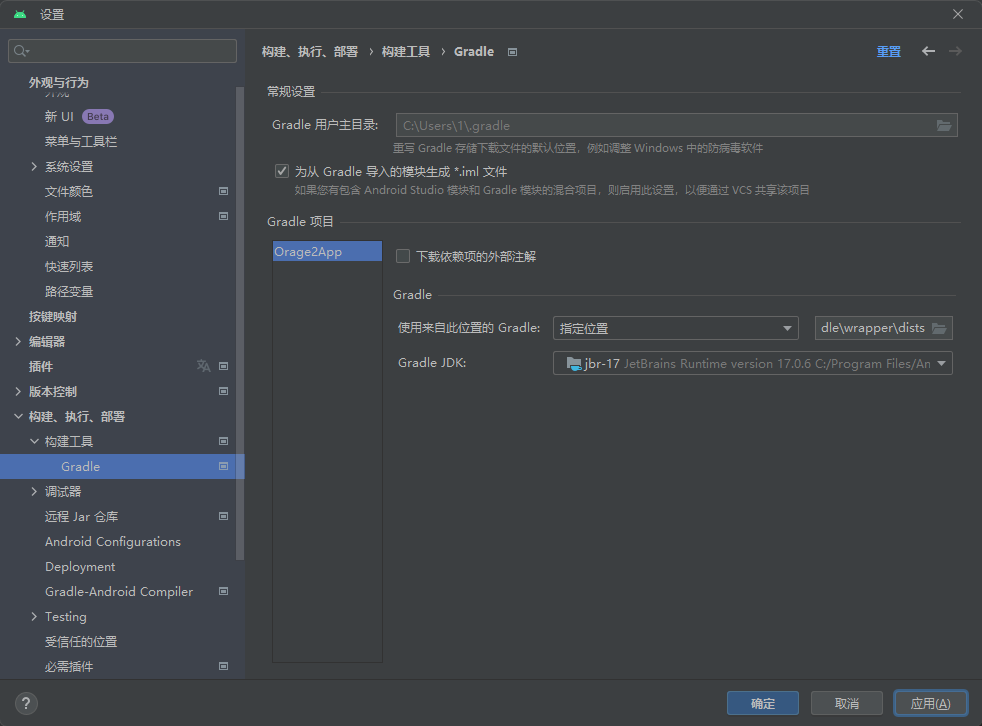 设置
构建、执行、部署 › 构建工具 › Gradle
重置
外观与行为
外观
新 UI Beta
菜单与工具栏
系统设置
文件颜色
作用域
通知
快速列表
路径变量
按键映射
编辑器
插件
版本控制
构建、执行、部署
构建工具
Gradle
调试器
远程 Jar 仓库
Android Configurations
Deployment
Gradle-Android Compiler
Testing
受信任的位置
必需插件
常规设置
Gradle 用户主目录:
C:\Users\1\.gradle
重写 Gradle 存储下载文件的默认位置，例如调整 Windows 中的防病毒软件
为从 Gradle 导入的模块生成 *.iml 文件
如果您有包含 Android Studio 模块和 Gradle 模块的混合项目，则启用此设置，以便通过 VCS 共享该项目
Gradle 项目
Orage2App
下载依赖项的外部注解
Gradle
使用来自此位置的 Gradle: 指定位置 dle\wrapper\dists
Gradle JDK: jbr-17 JetBrains Runtime version 17.0.6 C:/Program Files/An
?
确定
取消
应用(A)